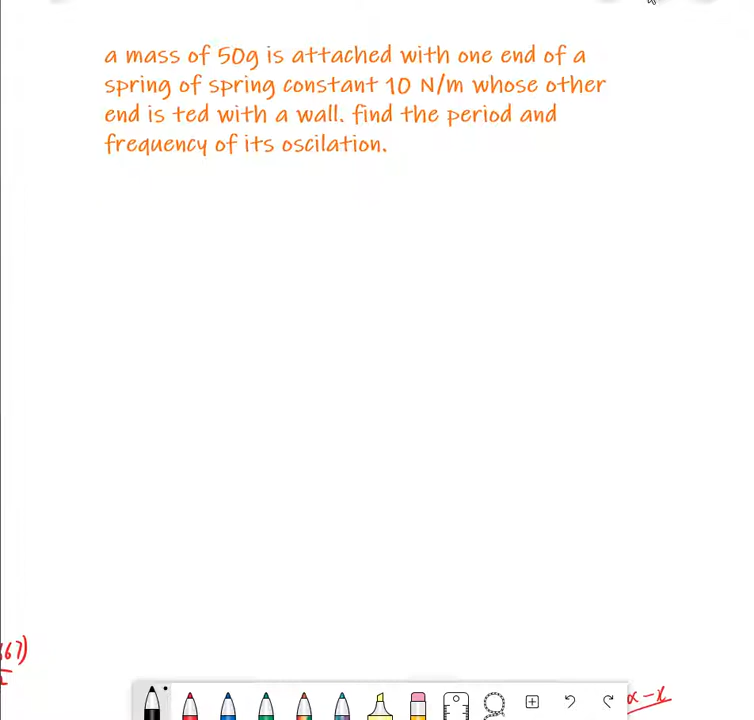 a mass of 50g is attached with one end of a
spring of spring constant 10 N/m whose other
end is ted with a wall. find the period and
frequency of its oscilation.
67)
x - x